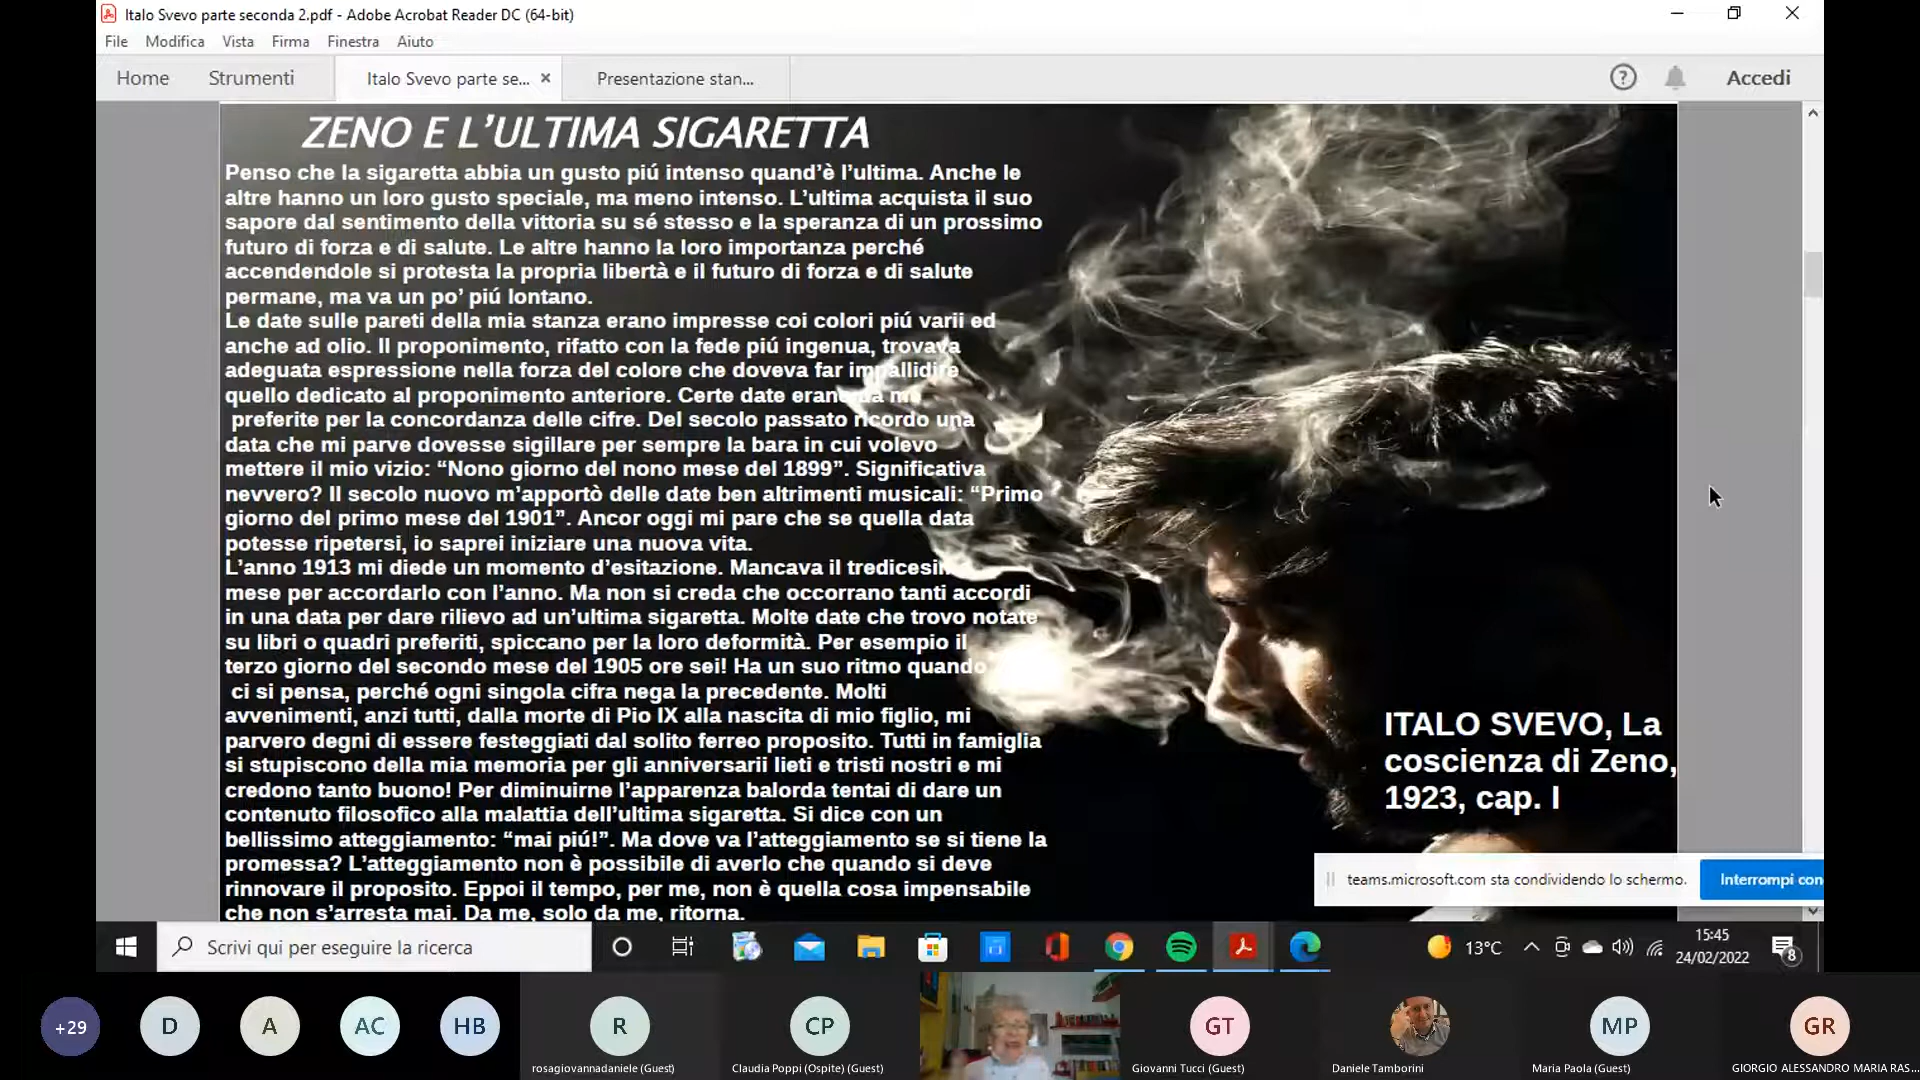 Italo Svevo parte seconda 2.pdf - Adobe Acrobat Reader DC (64-bit)
File Modifica Vista Firma Finestra Aiuto
Home Strumenti Italo Svevo parte se... × Presentazione stan... ? Accedi
ZENO E L’ULTIMA SIGARETTA
Penso che la sigaretta abbia un gusto piú intenso quand’è l’ultima. Anche le
altre hanno un loro gusto speciale, ma meno intenso. L’ultima acquista il suo
sapore dal sentimento della vittoria su sé stesso e la speranza di un prossimo
futuro di forza e di salute. Le altre hanno la loro importanza perché
accendendole si protesta la propria libertà e il futuro di forza e di salute
permane, ma va un po’ piú lontano.
Le date sulle pareti della mia stanza erano impresse coi colori piú varii ed
anche ad olio. Il proponimento, rifatto con la fede piú ingenua, trovava
adeguata espressione nella forza del colore che doveva far impallidire
quello dedicato al proponimento anteriore. Certe date erano da me
preferite per la concordanza delle cifre. Del secolo passato ricordo una
data che mi parve dovesse sigillare per sempre la bara in cui volevo
mettere il mio vizio: “Nono giorno del nono mese del 1899”. Significativa
nevvero? Il secolo nuovo m’apportò delle date ben altrimenti musicali: “Primo
giorno del primo mese del 1901”. Ancor oggi mi pare che se quella data
potesse ripetersi, io saprei iniziare una nuova vita.
L’anno 1913 mi diede un momento d’esitazione. Mancava il
mese per accordarlo con l’anno. Ma non si creda che occorrano tanti accordi
in una data per dare rilievo ad un’ultima sigaretta. Molte date che trovo notate
su libri o quadri preferiti, spiccano per la loro deformità. Per esempio il
terzo giorno del secondo mese del 1905 ore sei! Ha un suo ritmo quando
ci si pensa, perché ogni singola cifra nega la precedente. Molti
avvenimenti, anzi tutti, dalla morte di Pio IX alla nascita di mio figlio, mi
parvero degni di essere festeggiati dal solito ferreo proposito. Tutti in famiglia
si stupiscono della mia memoria per gli anniversarii lieti e tristi nostri e mi
credono tanto buono! Per diminuirne l’apparenza balorda tentai di dare un
contenuto filosofico alla malattia dell’ultima sigaretta. Si dice con un
bellissimo atteggiamento: “mai piú!”. Ma dove va l’atteggiamento se si tiene la
promessa? L’atteggiamento non è possibile di averlo che quando si deve
rinnovare il proposito. Eppoi il tempo, per me, non è quella cosa impensabile
che non s’arresta mai. Da me, solo da me, ritorna.
ITALO SVEVO, La
coscienza di Zeno,
1923, cap. I
teams.microsoft.com sta condividendo lo schermo. Interrompi con
Scrivi qui per eseguire la ricerca
13°C
15:45
24/02/2022
8
+29 D A AC HB R CP GT MP GR
rosagiovannadaniele (Guest) Claudia Poppi (Ospite) (Guest) Giovanni Tucci (Guest) Daniele Tamborini Maria Paola (Guest) GIORGIO ALESSANDRO MARIA RAS...